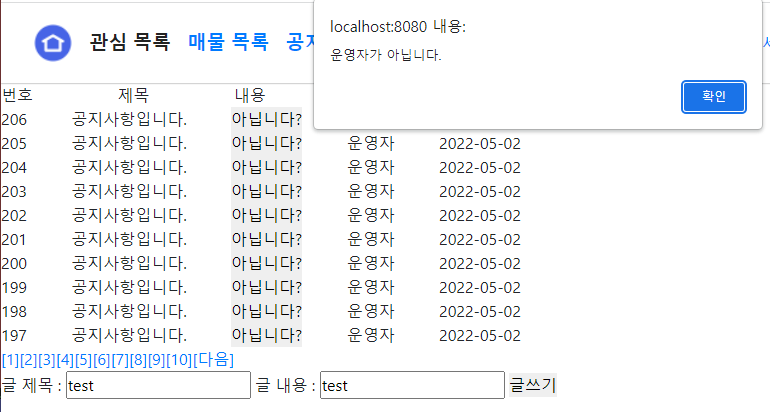 localhost:8080 내용:
운영자가 아닙니다.
확인
관심 목록 매물 목록
번호 제목 내용
206 공지사항입니다. 아닙니다?
205 공지사항입니다. 아닙니다? 운영자 2022-05-02
204 공지사항입니다. 아닙니다? 운영자 2022-05-02
203 공지사항입니다. 아닙니다? 운영자 2022-05-02
202 공지사항입니다. 아닙니다? 운영자 2022-05-02
201 공지사항입니다. 아닙니다? 운영자 2022-05-02
200 공지사항입니다. 아닙니다? 운영자 2022-05-02
199 공지사항입니다. 아닙니다? 운영자 2022-05-02
198 공지사항입니다. 아닙니다? 운영자 2022-05-02
197 공지사항입니다. 아닙니다? 운영자 2022-05-02
[1][2][3][4][5][6][7][8][9][10][다음]
글 제목 : test 글 내용 : test 글쓰기